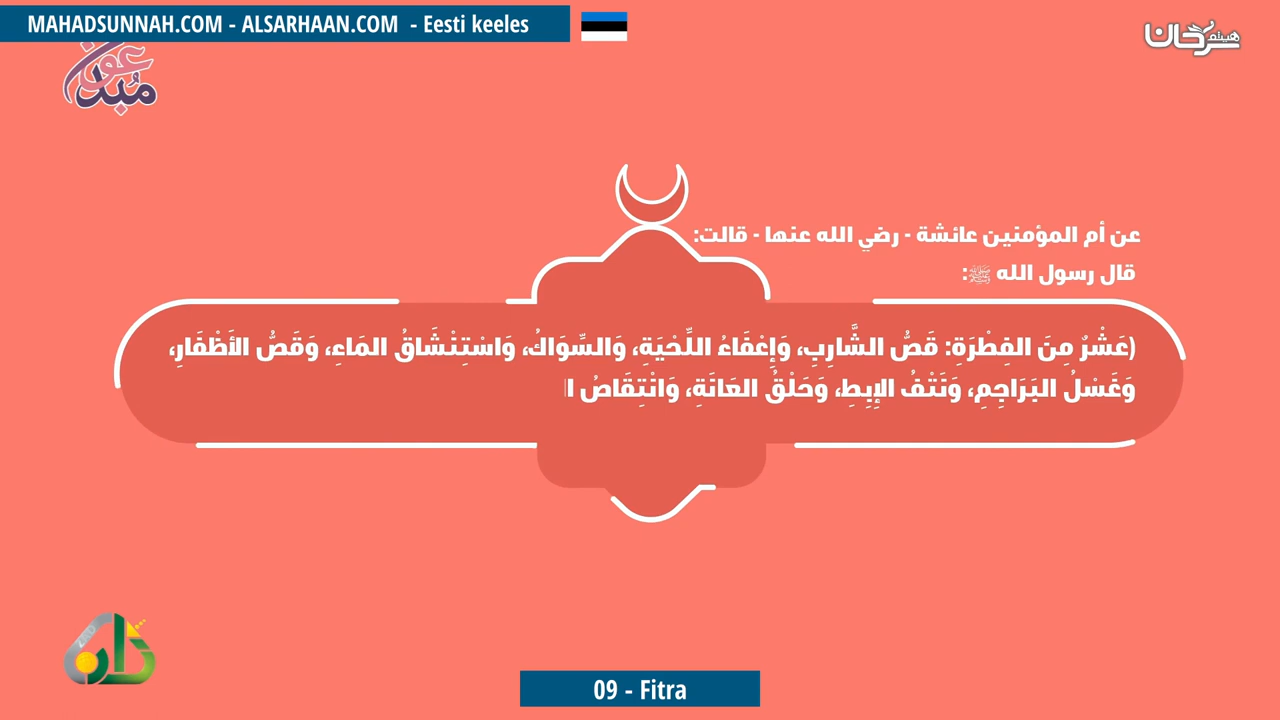 MAHADSUNNAH.COM - ALSARHAAN.COM - Eesti keeles
هيثم سرحان
عن أم المؤمنين عائشة - رضي الله عنها - قالت:
قال رسول الله ﷺ:
(عَشْرٌ مِنَ الفِطْرَةِ: قَصُّ الشَّارِبِ، وَإِعْفَاءُ اللِّحْيَةِ، وَالسِّوَاكُ، وَاسْتِنْشَاقُ المَاءِ، وَقَصُّ الأَظْفَارِ،
وَغَسْلُ البَرَاجِمِ، وَنَتْفُ الإِبِطِ، وَحَلْقُ العَانَةِ، وَانْتِقَاصُ ا
09 - Fitra